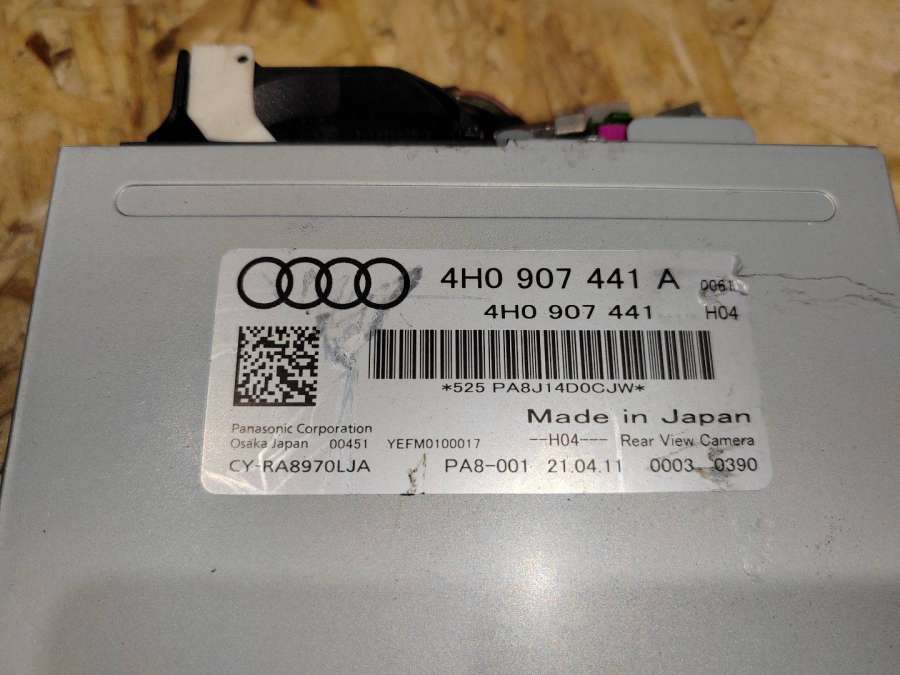 4H0 907 441 A
4H0 907 441 H04
*525 PA8J14D0CJW*
Made in Japan
Panasonic Corporation
Osaka Japan 00451 YEFM0100017 --H04--- Rear View Camera
CY-RA8970LJA PA8-001 21.04.11 0003 0390